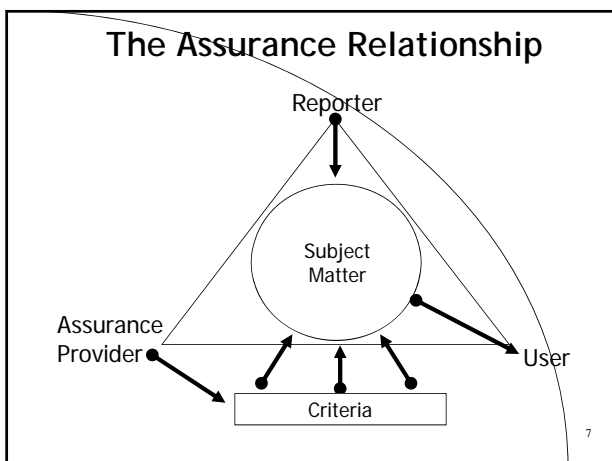 The Assurance Relationship
Reporter
Subject
Matter
Assurance
Provider
User
Criteria
7